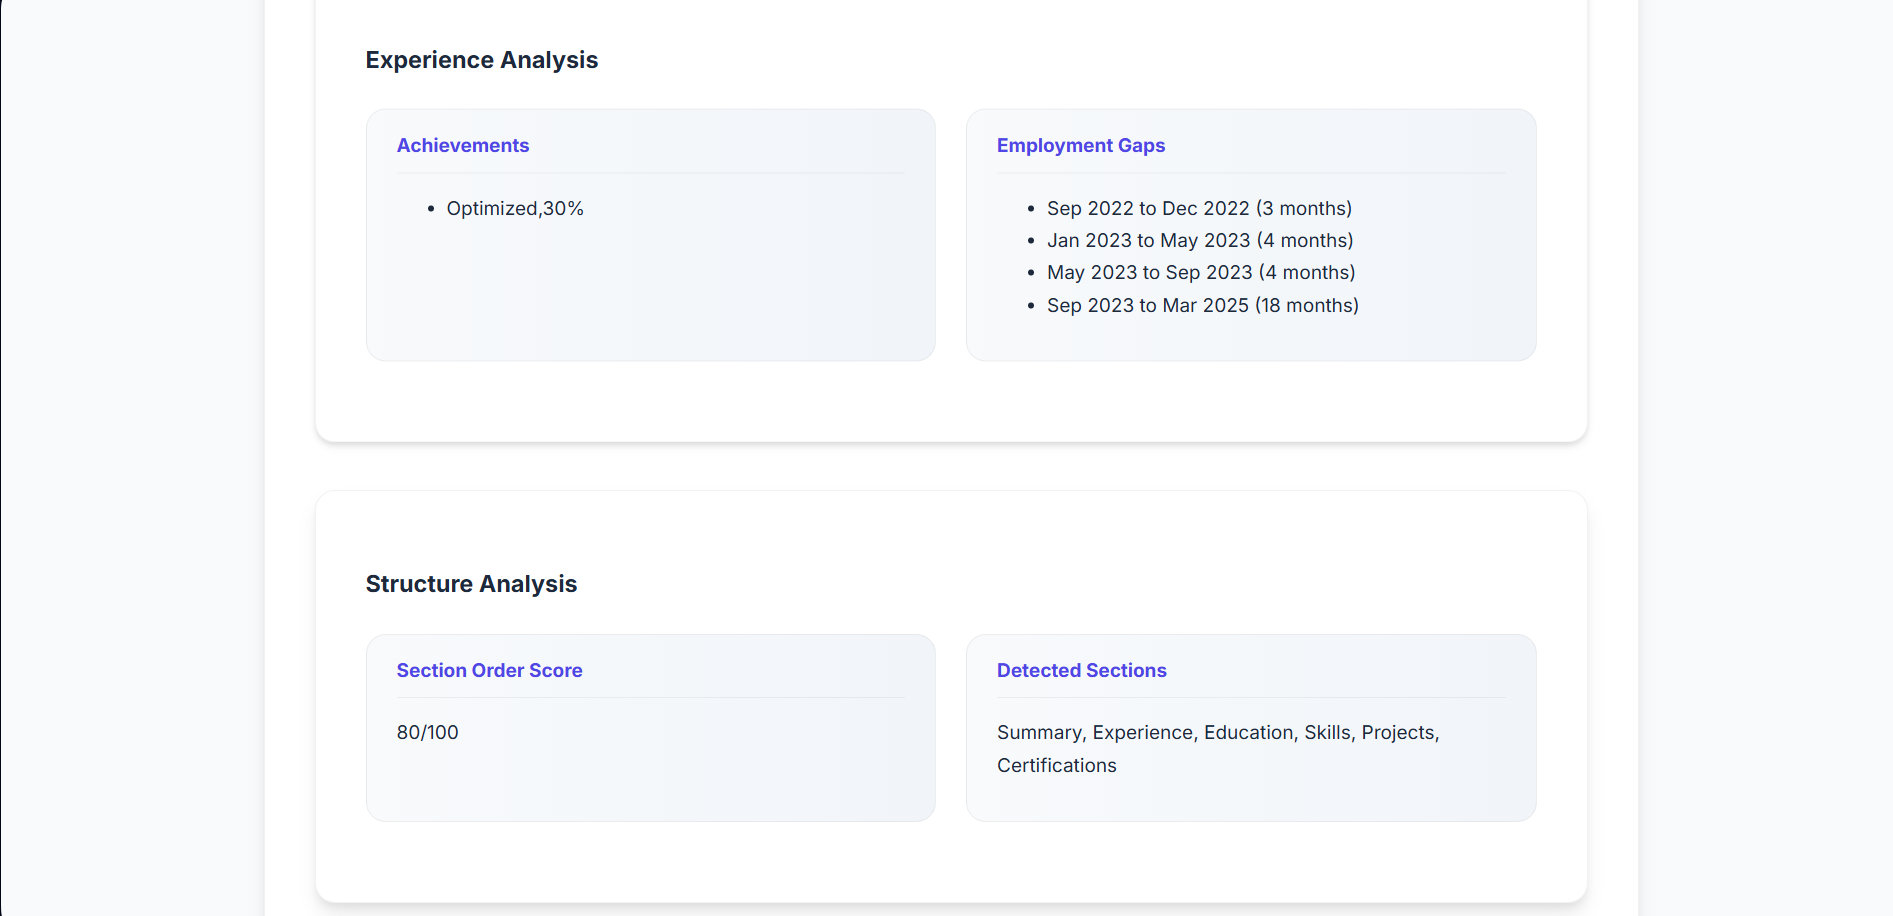 Experience Analysis
Achievements
• Optimized,30%
Employment Gaps
• Sep 2022 to Dec 2022 (3 months)
• Jan 2023 to May 2023 (4 months)
• May 2023 to Sep 2023 (4 months)
• Sep 2023 to Mar 2025 (18 months)
Structure Analysis
Section Order Score
80/100
Detected Sections
Summary, Experience, Education, Skills, Projects,
Certifications